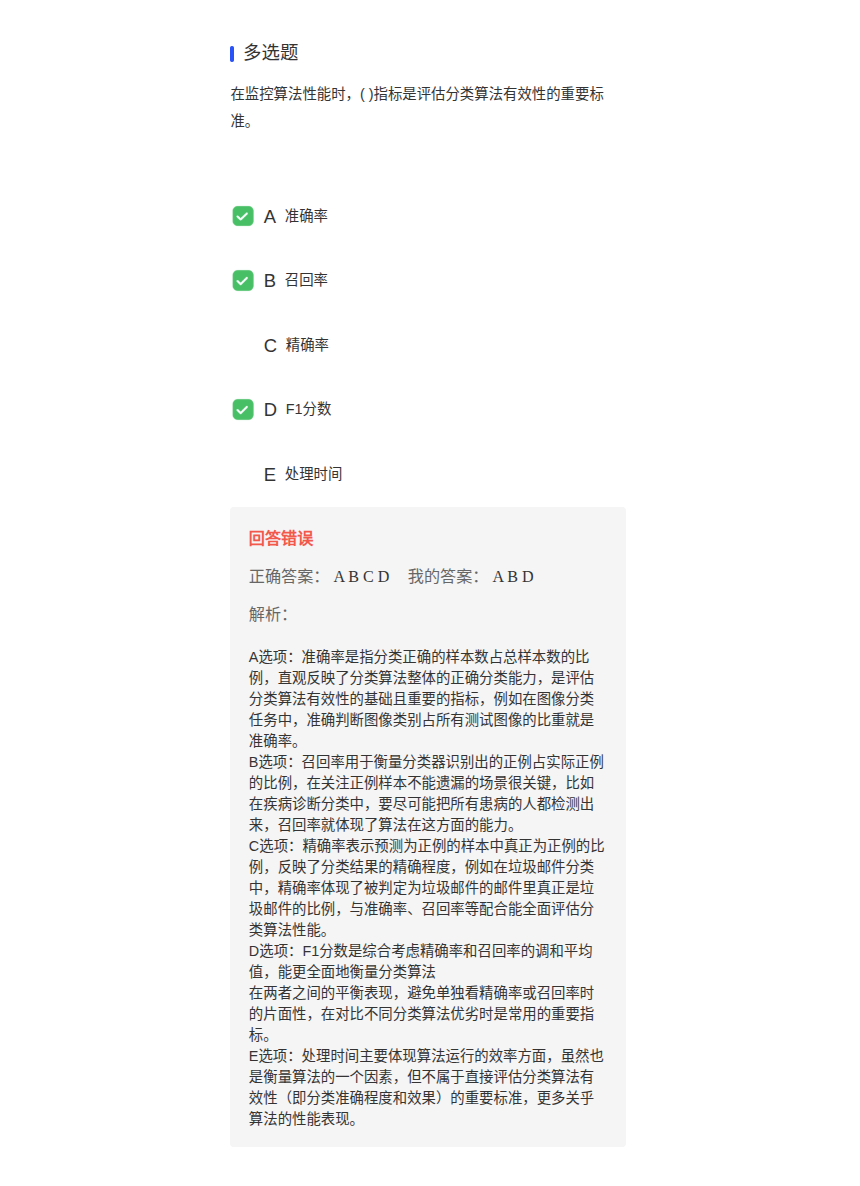 多选题
在监控算法性能时，( )指标是评估分类算法有效性的重要标
准。
A 准确率
B 召回率
C 精确率
D F1分数
E 处理时间
回答错误
正确答案： A B C D 我的答案： A B D
解析：
A选项：准确率是指分类正确的样本数占总样本数的比
例，直观反映了分类算法整体的正确分类能力，是评估
分类算法有效性的基础且重要的指标，例如在图像分类
任务中，准确判断图像类别占所有测试图像的比重就是
准确率。
B选项：召回率用于衡量分类器识别出的正例占实际正例
的比例，在关注正例样本不能遗漏的场景很关键，比如
在疾病诊断分类中，要尽可能把所有患病的人都检测出
来，召回率就体现了算法在这方面的能力。
C选项：精确率表示预测为正例的样本中真正为正例的比
例，反映了分类结果的精确程度，例如在垃圾邮件分类
中，精确率体现了被判定为垃圾邮件的邮件里真正是垃
圾邮件的比例，与准确率、召回率等配合能全面评估分
类算法性能。
D选项：F1分数是综合考虑精确率和召回率的调和平均
值，能更全面地衡量分类算法
在两者之间的平衡表现，避免单独看精确率或召回率时
的片面性，在对比不同分类算法优劣时是常用的重要指
标。
E选项：处理时间主要体现算法运行的效率方面，虽然也
是衡量算法的一个因素，但不属于直接评估分类算法有
效性（即分类准确程度和效果）的重要标准，更多关乎
算法的性能表现。